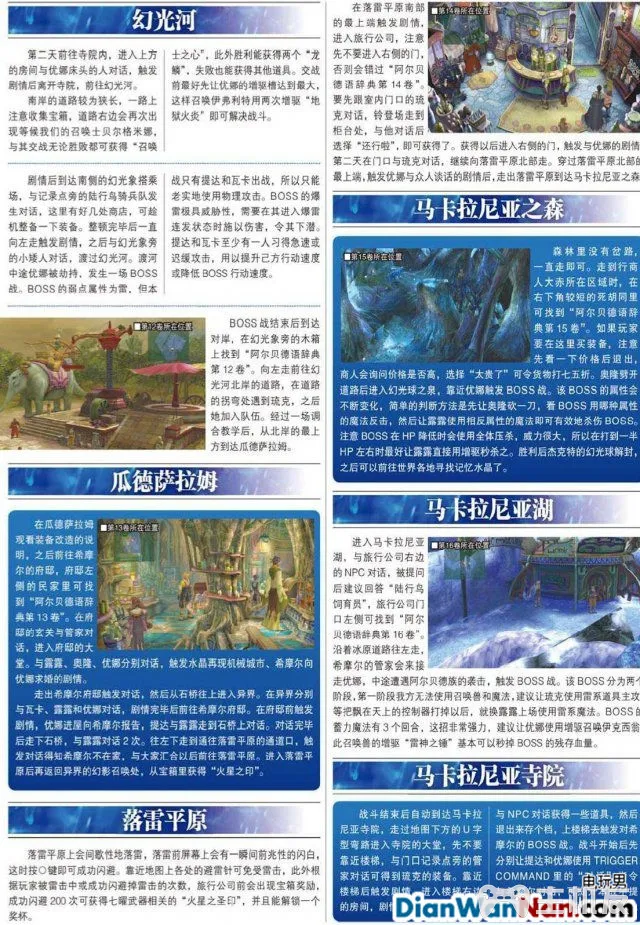 幻光河
第二天前往寺院内，进入上方
的房间与优娜床头的人对话，触发
剧情后离开寺院，前往幻光河。
南岸的道路较为狭长，一路上
注意收集宝箱，道路右边会再次出
现等候我们的召唤士贝尔格米娜，
与其交战无论胜败都可获得“召唤
士之心”，此外胜利能获得两个“龙
鳞”，失败也能获得其他道具。交战
前最好先让优娜的增驱槽达到最大，
这样召唤伊弗利特用两次增驱“地
狱火炎”即可解决战斗。
剧情后到达南侧的幻光象搭乘
场，与记录点旁的陆行鸟骑兵队发
生对话，这里有好几处商店，可趁
机整备一下装备。整顿完毕后一直
向左走触发剧情，之后与幻光象旁
的小矮人对话，渡过幻光河。渡河
中途优娜被劫持，发生一场BOSS
战。BOSS的弱点属性为雷，但本
战只有提达和瓦卡出战，所以只能
老实地使用物理攻击。BOSS的爆
雷极具威胁性，需要在其进入爆雷
连发状态时施以伤害，令其下潜。
提达和瓦卡至少有一人习得急速或
迟缓攻击，用以提升己方行动速度
或降低BOSS行动速度。
■第12卷所在位置
BOSS战结束后到达
对岸，在幻光象旁的木箱
上找到“阿尔贝德语辞典
第12卷”。向左走前往幻
光河北岸的道路，在道路
的拐弯处遇到琉克，之后
她加入队伍。经过一场调
合教学后，从北岸的最上
方到达瓜德萨拉姆。
瓜德萨拉姆
在瓜德萨拉姆
观看装备改造的说
明，之后前往希摩
尔的府邸，府邸左
侧的民家里可找
到“阿尔贝德语辞
典第13卷”。在府
邸的玄关与管家对
话，进入府邸的大
堂。与露露、奥隆、优娜分别对话，触发水晶再现机械城市、希摩尔向
优娜求婚的剧情。
■第13卷所在位置
走出希摩尔府邸触发对话，然后从石桥往上进入异界。在异界分别
与瓦卡、露露和优娜对话，剧情完毕后前往希摩尔府邸。在府邸前触发
剧情，优娜进屋向希摩尔报告，提达与露露走到石桥上对话。对话完毕
后走下石桥，与露露对话2次。往左下走到通往落雷平原的通道口，触
发对话得知希摩尔不在家，与大家汇合以后前往落雷平原。进入落雷平
原后再返回异界的幻影召唤处，从宝箱里获得“火星之印”。
落雷平原
落雷平原上会间歇性地落雷，落雷前屏幕上会有一瞬间前兆性的闪白，
这时按○键即可成功闪避。靠近地图上各处的避雷针可免受雷击，此外根
据玩家被雷击中或成功闪避掉雷击的次数，旅行公司前会出现宝箱奖励，
成功闪避200次可获得七曜武器相关的“火星之圣印”，并且能解锁一个
奖杯。
在落雷平原南部
的最上端触发剧情，
进入旅行公司，注意
先不要进入右侧的门，
否则会错过“阿尔贝
德语辞典第14卷”。
要先跟室内门口的琉
克对话，铃登场走到
柜台处，与他对话后
■第14卷所在位置
选择“还行啦”，即可获得了。获得以后进入右侧的门，触发与优娜的剧情
第二天在门口与琉克对话，继续向落雷平原北部走。穿过落雷平原北部的
最上端，触发优娜与众人谈话的剧情后，走出落雷平原到达马卡拉尼亚之森
马卡拉尼亚之森
■第15卷所在位置
森林里没有岔路，
一直走即可。走到行商
人大赤所在区域时，在
右下角较短的死胡同里
可找到“阿尔贝德语辞
典第15卷”。如果玩家
要在这里买装备，注意
先看一下价格后退出，
商人会询问价格是否高，选择“太贵了”可令货物打七五折。奥隆劈开
道路后进入幻光球之泉，靠近优娜触发BOSS战。该BOSS的属性会
不断变化，简单的判断方法是先让奥隆砍一刀，看BOSS用哪种属性
的魔法反击，然后让露露使用相反属性的魔法即可有效地杀伤BOSS。
注意BOSS在HP降低时会使用全体压杀，威力很大，所以在打到一半
HP左右时最好让露露直接用增驱秒杀之。胜利后杰克特的幻光球解封，
之后可以前往世界各地寻找记忆水晶了。
马卡拉尼亚湖
进入马卡拉尼亚
湖，与旅行公司右边
的NPC对话，被提问
后建议回答“陆行鸟
饲育员”，旅行公司门
左侧可找到“阿尔贝
德语辞典第16卷”。
沿着冰原道路往左走，
希摩尔的管家会来接
■第16卷所在位置
走优娜，中途遭遇阿尔贝德族的袭击，触发BOSS战。该BOSS分为两个
阶段，第一阶段我方无法使用召唤兽和魔法，建议让琉克使用雷系道具主攻
等把飘在天上的控制器打掉以后，就换露露上场使用雷系魔法。BOSS的
蓄力魔法有3个回合，这招非常强力，建议让优娜使用增驱召唤伊克西翁
此召唤兽的增驱“雷神之锤”基本可以秒掉BOSS的残存血量。
马卡拉尼亚寺院
战斗结束后自动到达马卡拉
尼亚寺院，走过地图下方的U字
型弯路进入寺院的大堂，先不要
靠近楼梯，与门口记录点旁的管
家对话可得到琉克的装备。靠近
楼梯后触发剧情，进入楼梯右边
的房间，剧情
与NPC对话获得一些道具，然后
退出来存个档，上楼梯去触发对希
摩尔的BOSS战。战斗开始后先
分别让提达和优娜使用TRIGGER
COMMAND里的
电玩男
DianWanNan.com